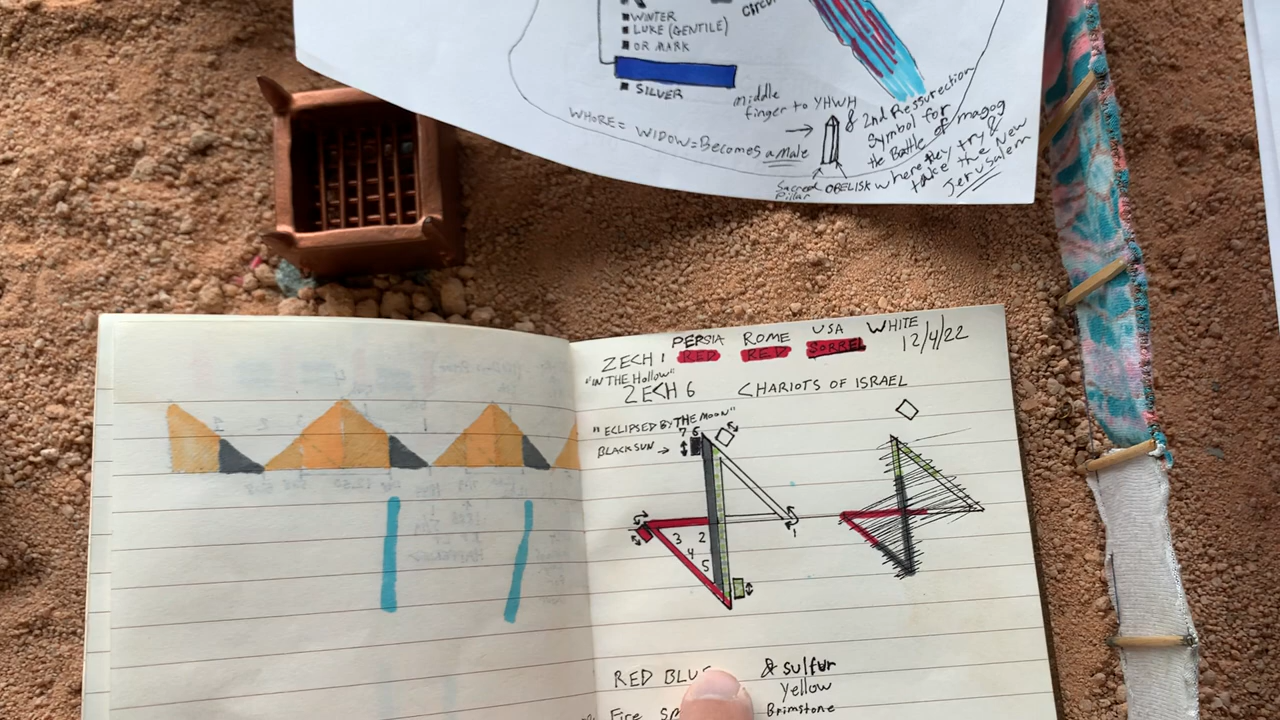 WINTER
LUKE (GENTILE)
OR MARK
SILVER
middle
finger to YHWH
WHORE = WIDOW = Becomes a Male
& 2nd Ressurection
Symbol for
the Battle of magog
where they try &
take the New
Jerusalem
Sacred OBELISK
Pillar
PERSIA ROME USA WHITE
ZECH 1 RED RED SORREL 12/4/22
"IN THE HOLLOW"
ZECH 6 CHARIOTS OF ISRAEL
"ECLIPSED BY THE MOON"
7 6
BLACK SUN →
1
3 2
4
5
RED & sulfur
Yellow
Fire Brimstone